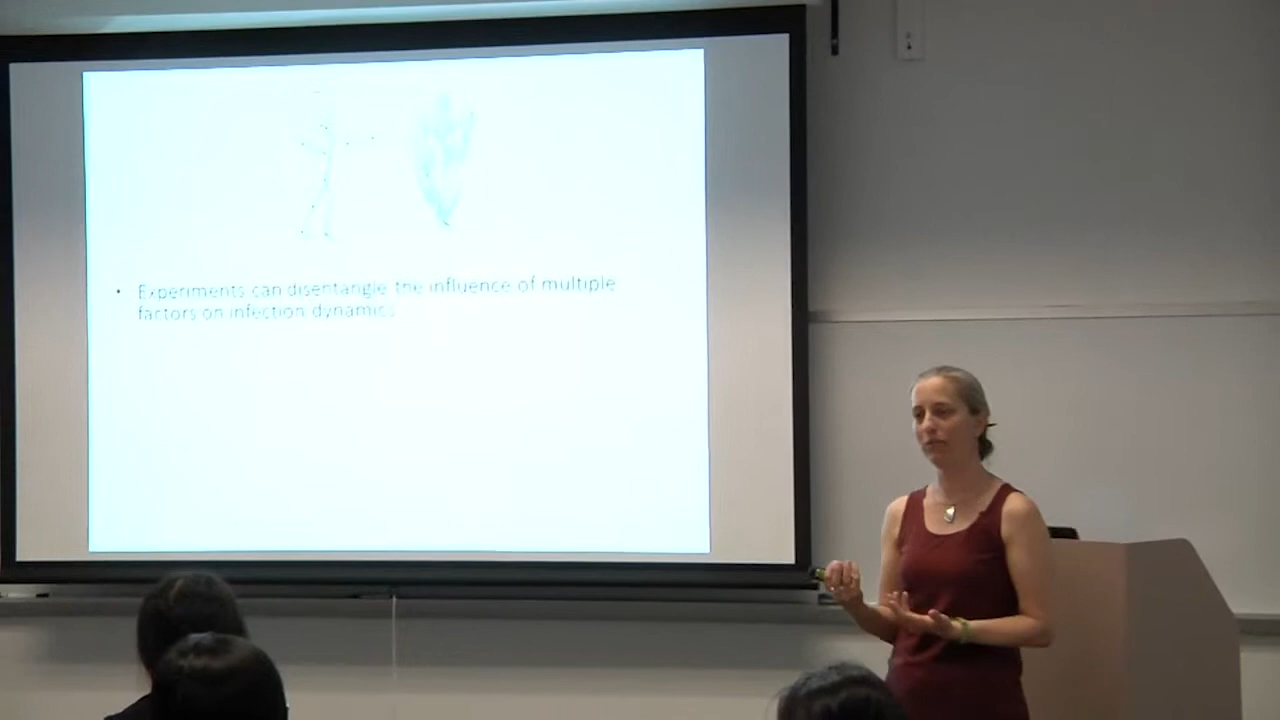 • Experiments can disentangle the influence of multiple
factors on infection dynamics